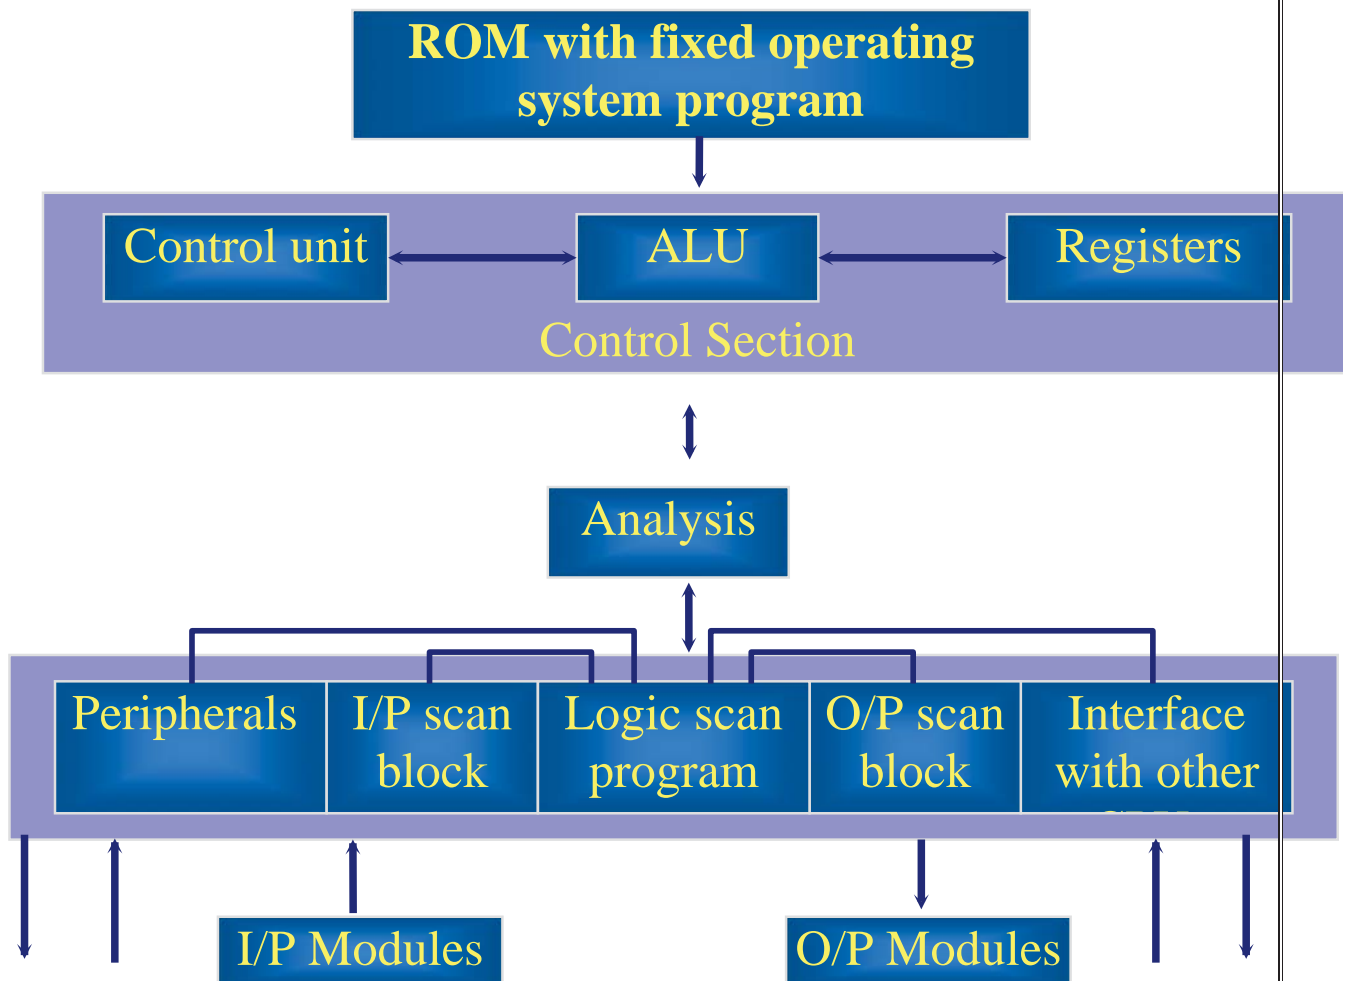 ROM with fixed operating
system program
Control unit
ALU
Registers
Control Section
Analysis
Peripherals
I/P scan
block
Logic scan
program
O/P scan
block
Interface
with other
I/P Modules
O/P Modules